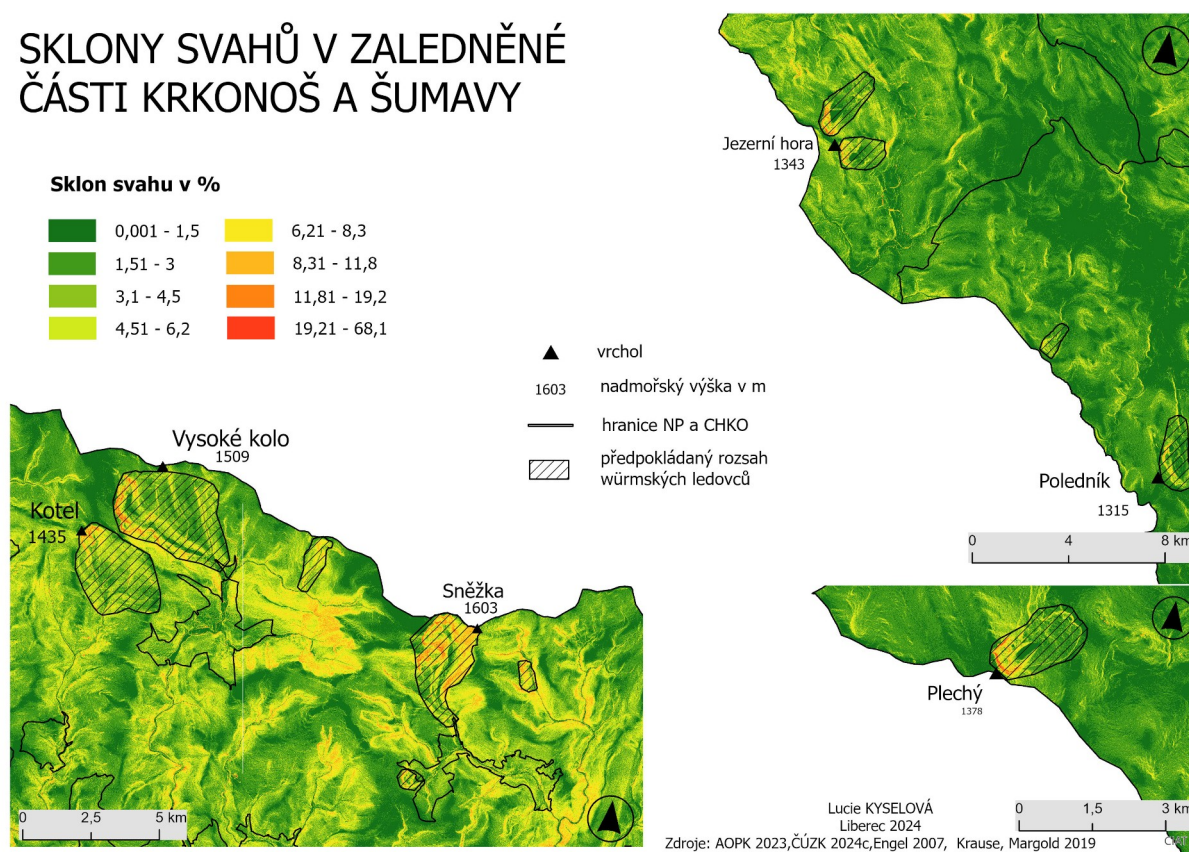 SKLONY SVAHŮ V ZALEDNĚNÉ
ČÁSTI KRKONOŠ A ŠUMAVY
Sklon svahu v %
0,001 - 1,5
1,51 - 3
3,1 - 4,5
4,51 - 6,2
6,21 - 8,3
8,31 - 11,8
11,81 - 19,2
19,21 - 68,1
vrchol
1603 nadmořský výška v m
hranice NP a CHKO
předpokládaný rozsah
würmských ledovců
Vysoké kolo
1509
Kotel
1435
Sněžka
1603
0 2,5 5 km
Jezerní hora
1343
Poledník
1315
0 4 8 km
Plechý
1378
0 1,5 3 km
Lucie KYSELOVÁ
Liberec 2024
Zdroje: AOPK 2023,ČÚZK 2024c,Engel 2007, Krause, Margold 2019